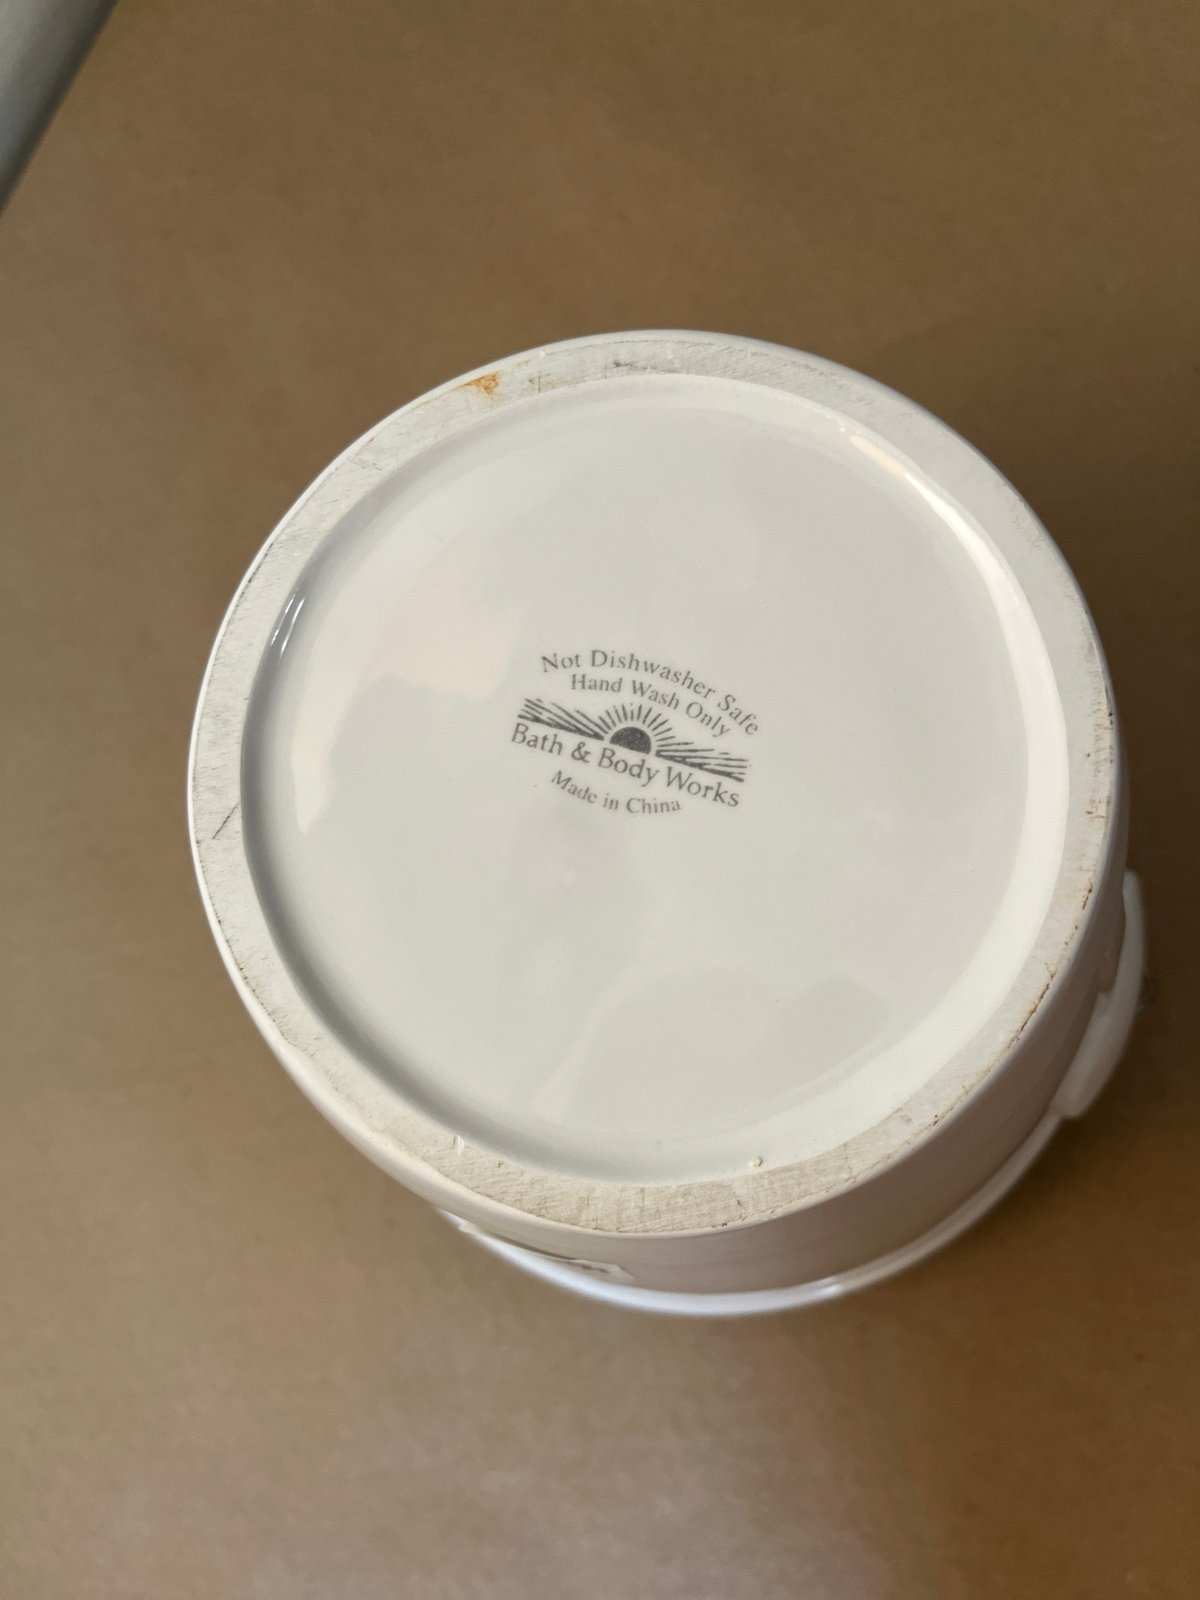 Not Dishwasher Safe
Hand Wash Only
Bath & Body Works
Made in China